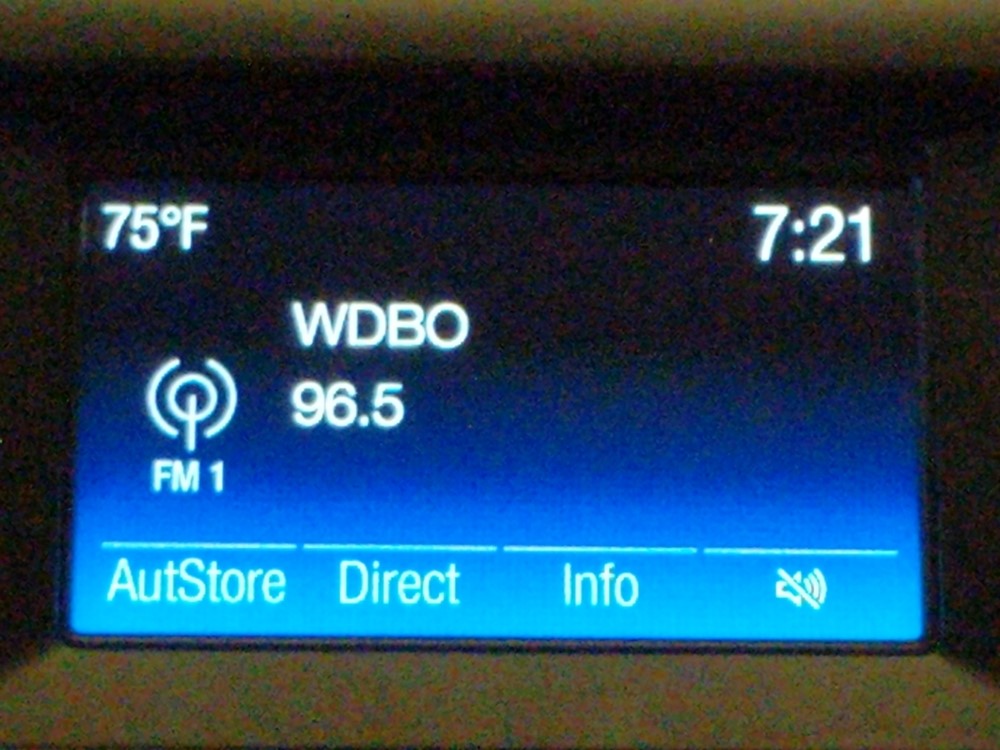 75°F 7:21
WDBO
96.5
FM 1
AutStore Direct Info